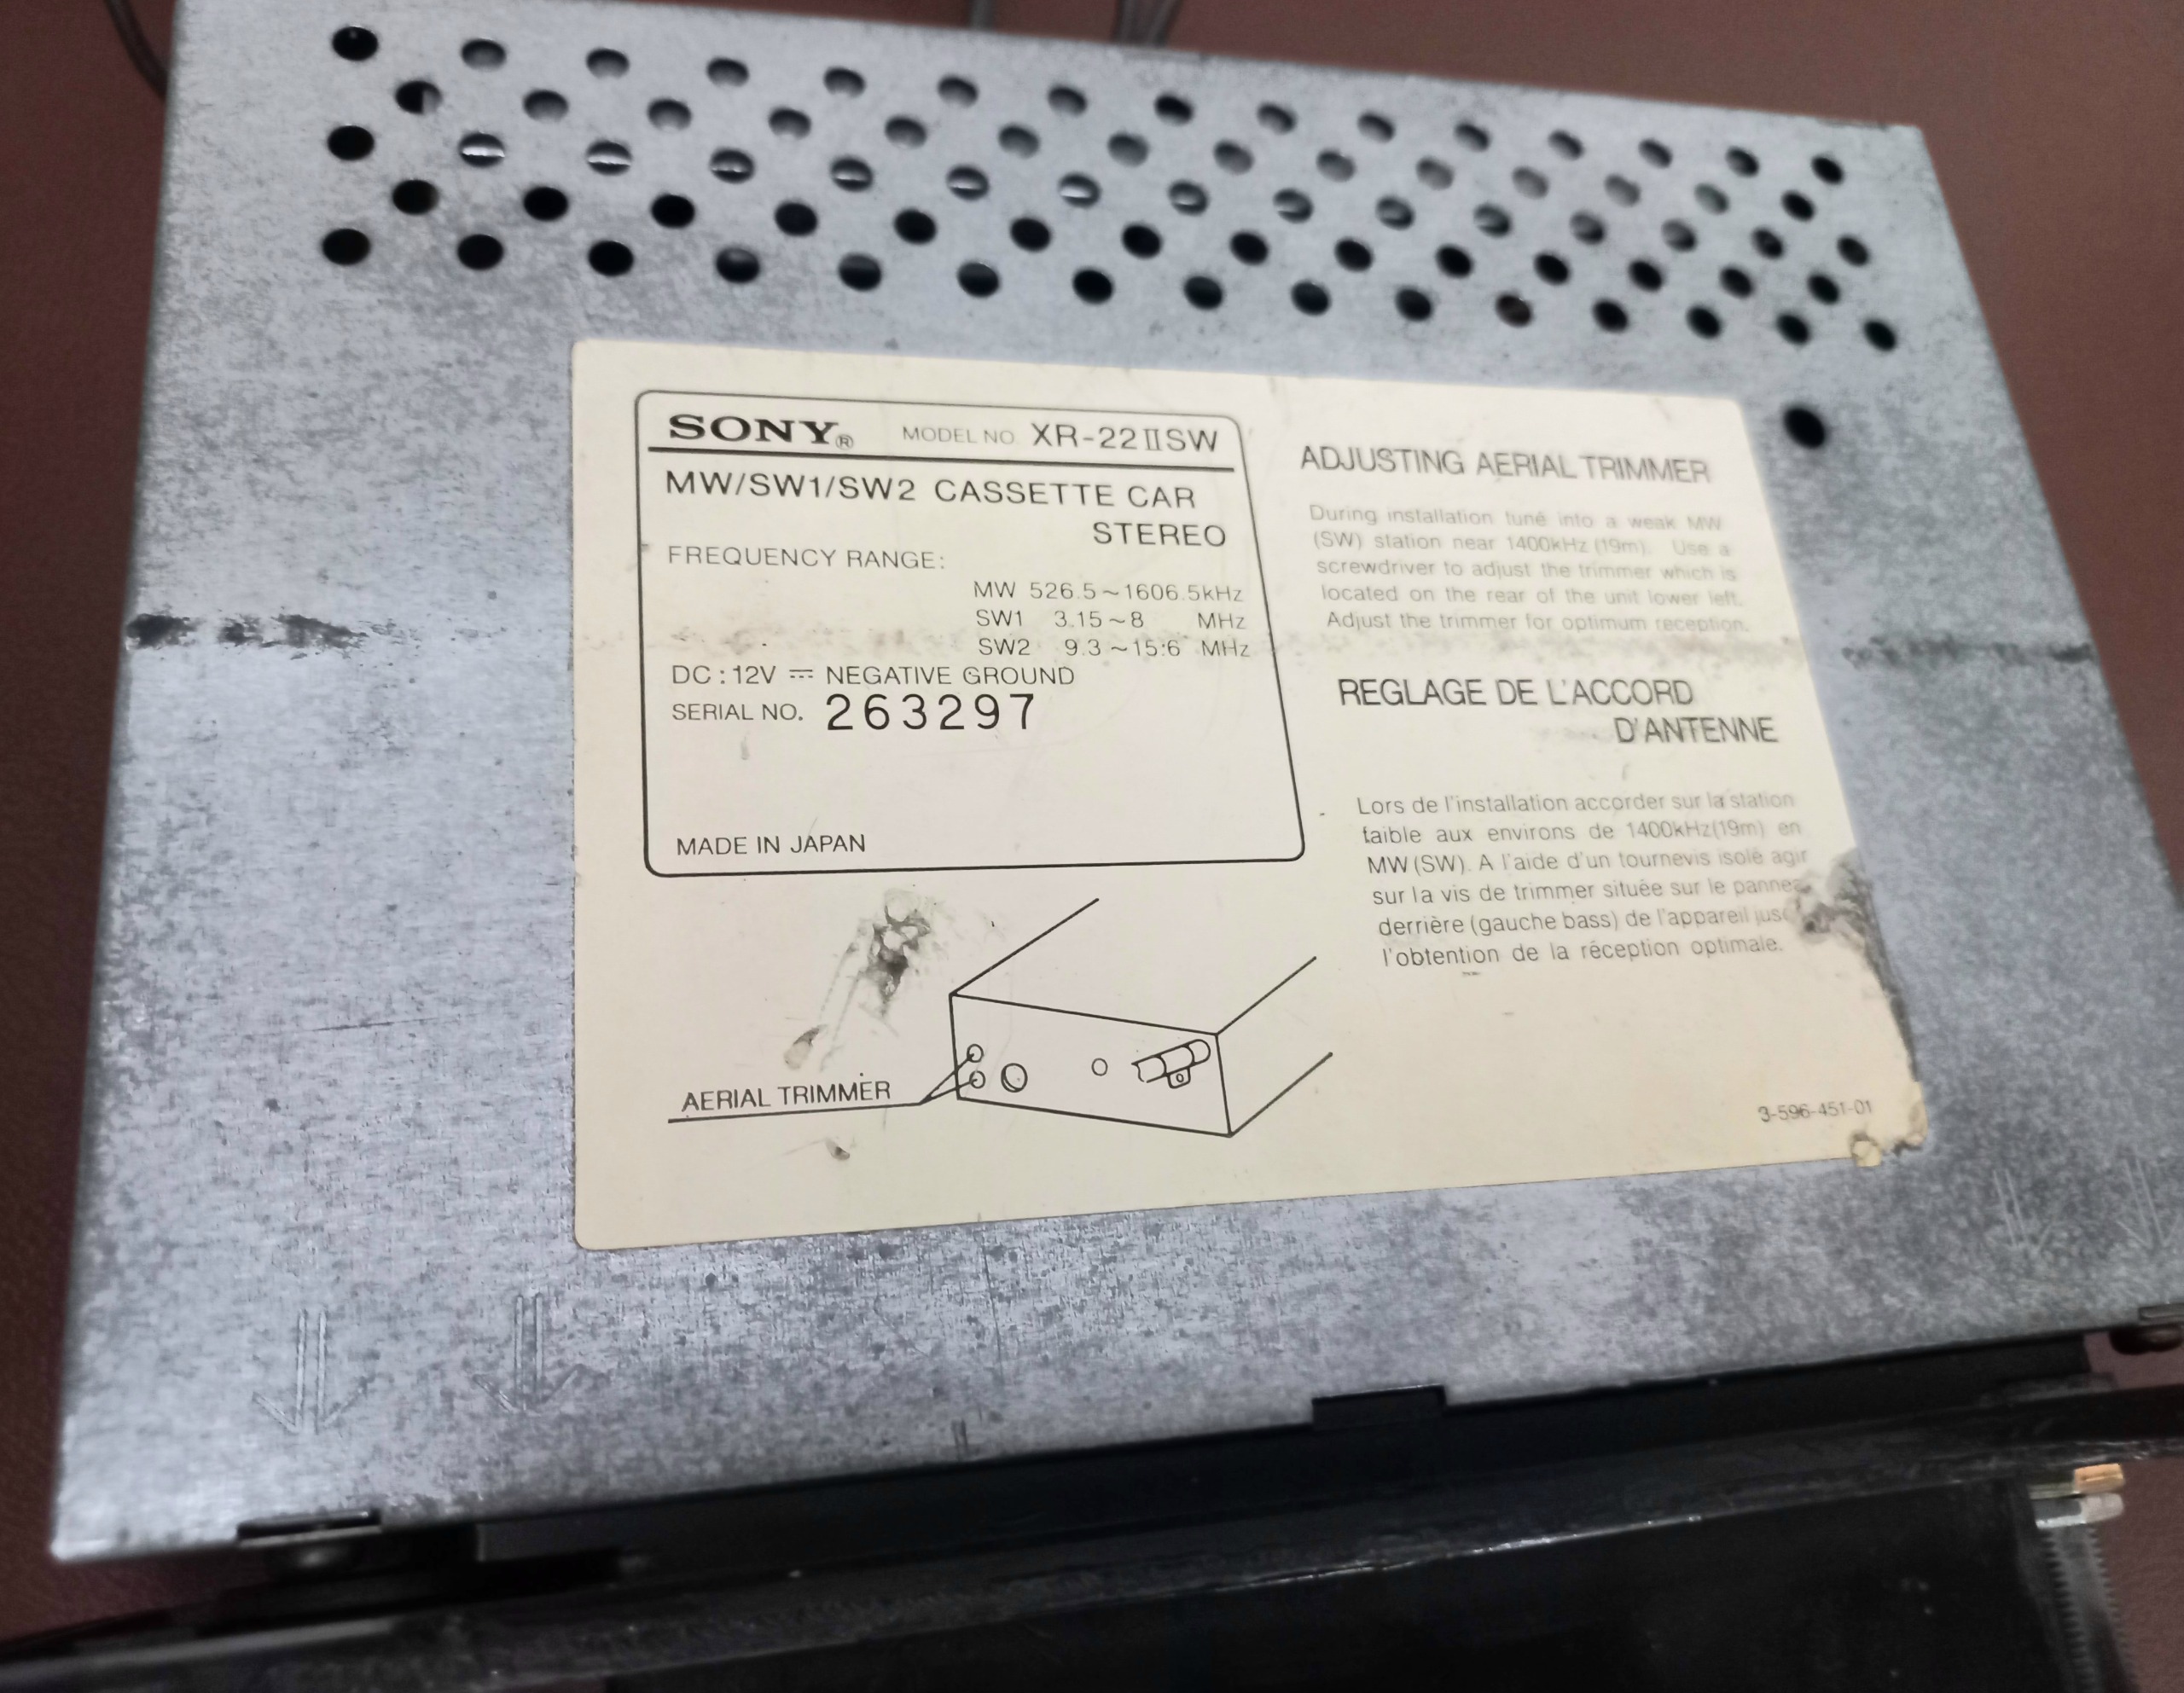 SONY® MODEL NO. XR-22IISW
MW/SW1/SW2 CASSETTE CAR
STEREO
FREQUENCY RANGE:
MW 526.5~1606.5kHz
SW1 3.15~8 MHz
SW2 9.3~15.6 MHz
DC : 12V ⎓ NEGATIVE GROUND
SERIAL NO. 263297
MADE IN JAPAN
AERIAL TRIMMER
ADJUSTING AERIAL TRIMMER
During installation tune into a weak MW
(SW) station near 1400kHz (19m). Use a
screwdriver to adjust the trimmer which is
located on the rear of the unit lower left.
Adjust the trimmer for optimum reception.
REGLAGE DE L'ACCORD
D'ANTENNE
Lors de l'installation accorder sur la station
faible aux environs de 1400kHz(19m) en
MW (SW). A l'aide d'un tournevis isolé agir
sur la vis de trimmer située sur le
derrière (gauche bass) de l'appareil
l'obtention de la réception optimale.
3-596-451-01